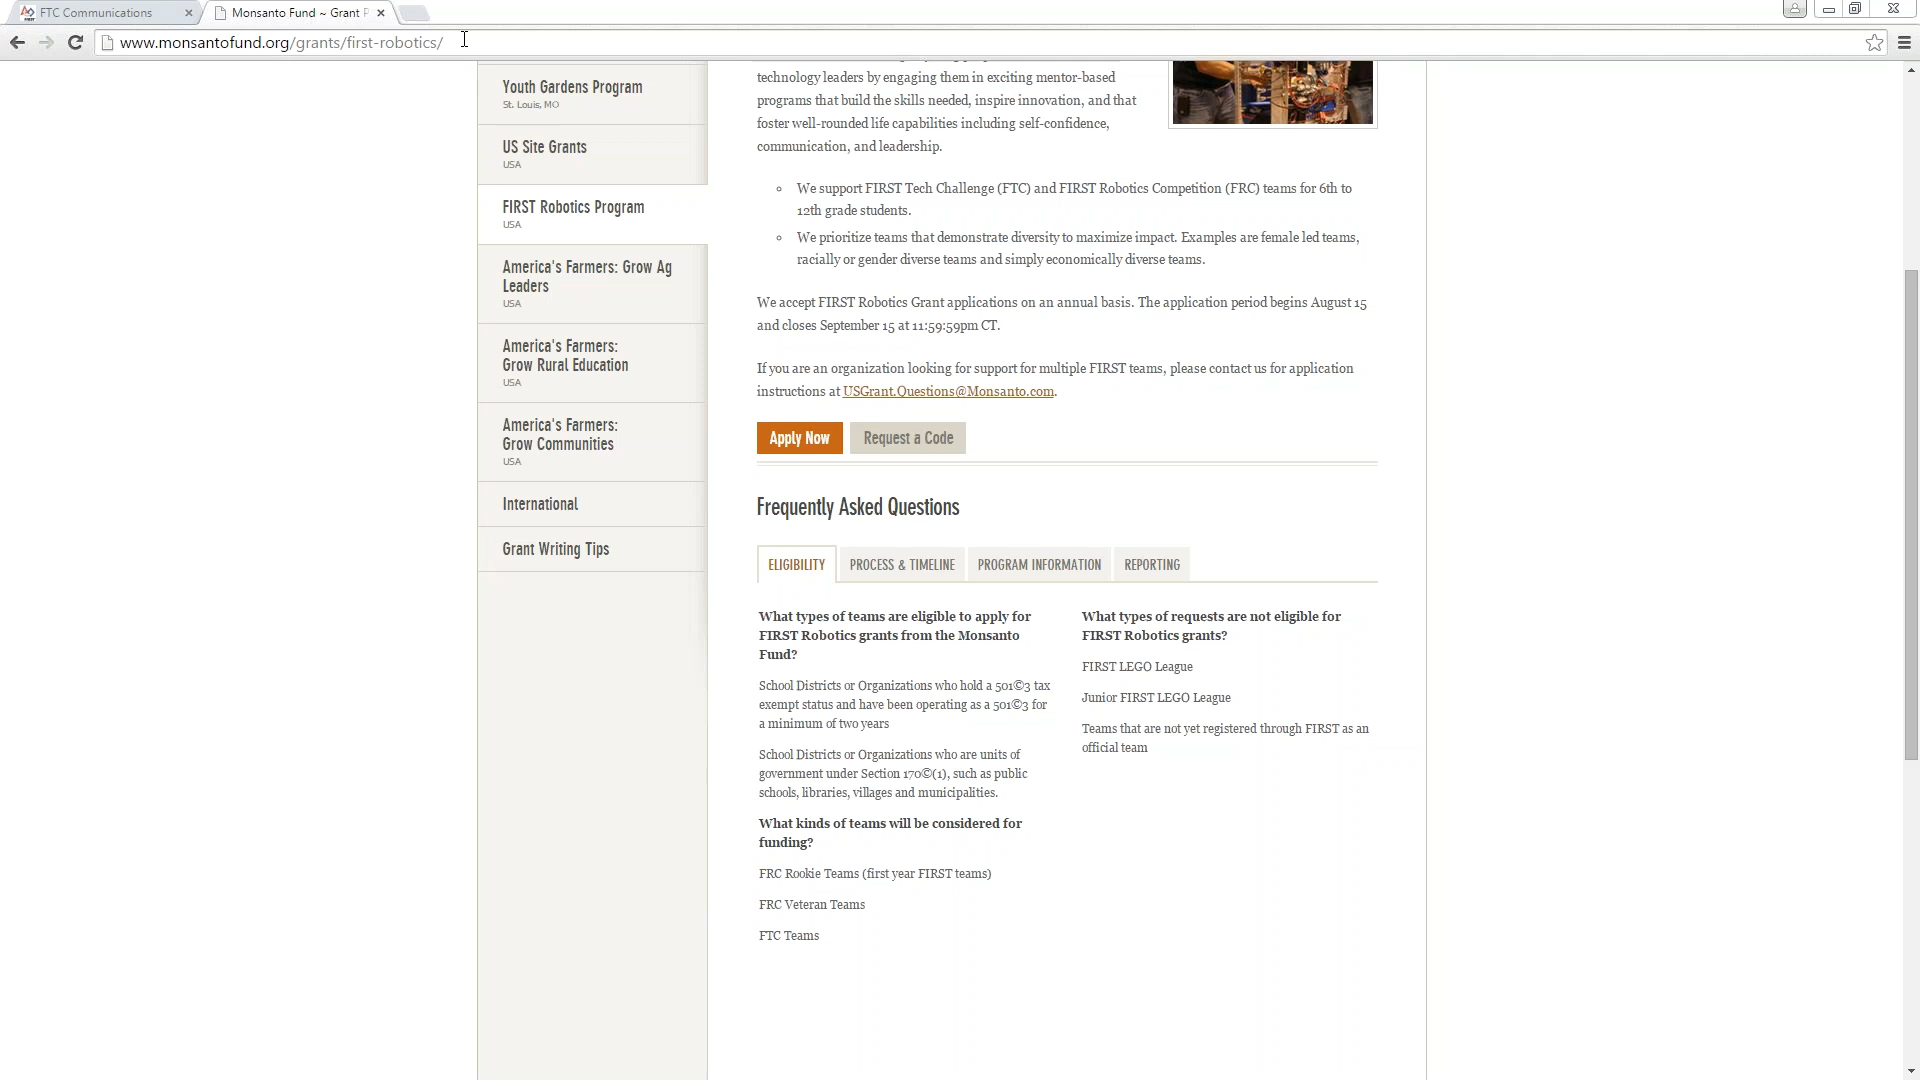 FTC Communications
Monsanto Fund ~ Grant P
www.monsantofund.org/grants/first-robotics/
Youth Gardens Program
St. Louis, MO
US Site Grants
USA
FIRST Robotics Program
USA
America's Farmers: Grow Ag
Leaders
USA
America's Farmers:
Grow Rural Education
USA
America's Farmers:
Grow Communities
USA
International
Grant Writing Tips
technology leaders by engaging them in exciting mentor-based
programs that build the skills needed, inspire innovation, and that
foster well-rounded life capabilities including self-confidence,
communication, and leadership.
We support FIRST Tech Challenge (FTC) and FIRST Robotics Competition (FRC) teams for 6th to
12th grade students.
We prioritize teams that demonstrate diversity to maximize impact. Examples are female led teams,
racially or gender diverse teams and simply economically diverse teams.
We accept FIRST Robotics Grant applications on an annual basis. The application period begins August 15
and closes September 15 at 11:59:59pm CT.
If you are an organization looking for support for multiple FIRST teams, please contact us for application
instructions at USGrant.Questions@Monsanto.com.
Apply Now Request a Code
Frequently Asked Questions
ELIGIBILITY PROCESS & TIMELINE PROGRAM INFORMATION REPORTING
What types of teams are eligible to apply for
FIRST Robotics grants from the Monsanto
Fund?
School Districts or Organizations who hold a 501©3 tax
exempt status and have been operating as a 501©3 for
a minimum of two years
School Districts or Organizations who are units of
government under Section 170©(1), such as public
schools, libraries, villages and municipalities.
What kinds of teams will be considered for
funding?
FRC Rookie Teams (first year FIRST teams)
FRC Veteran Teams
FTC Teams
What types of requests are not eligible for
FIRST Robotics grants?
FIRST LEGO League
Junior FIRST LEGO League
Teams that are not yet registered through FIRST as an
official team